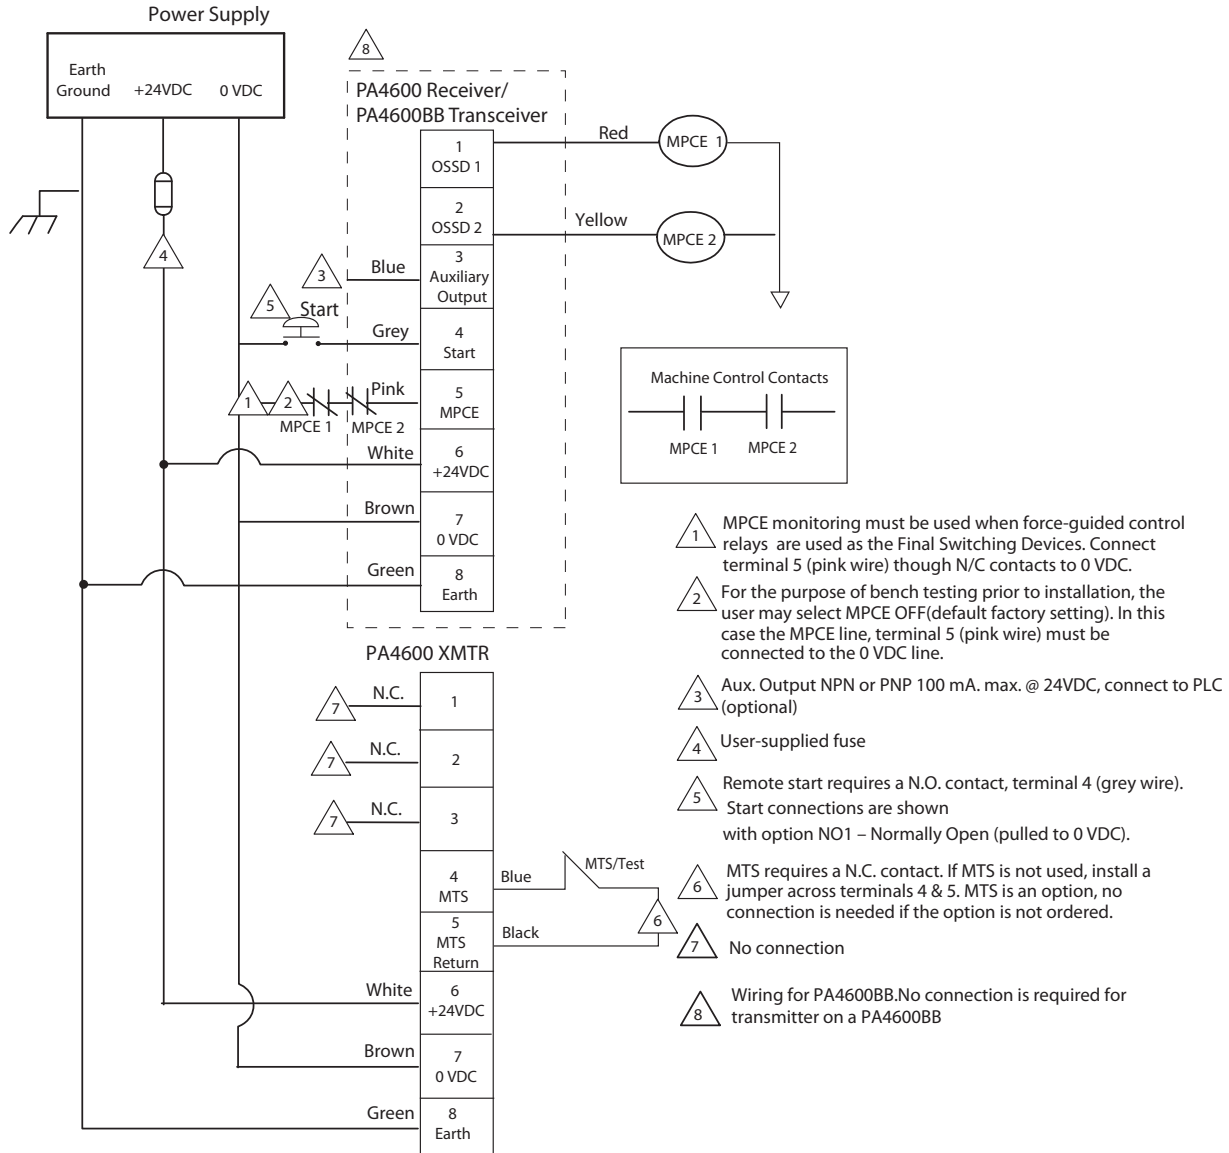 Power Supply
Earth
Ground
+24VDC
0 VDC
8
PA4600 Receiver/
PA4600BB Transceiver
1
OSSD 1
Red
MPCE 1
2
OSSD 2
Yellow
MPCE 2
4
3
Blue
3
Auxiliary
Output
5
Start
Grey
4
Start
1
2
MPCE 1
MPCE 2
Pink
5
MPCE
White
6
+24VDC
Brown
7
0 VDC
Green
8
Earth
Machine Control Contacts
MPCE 1
MPCE 2
PA4600 XMTR
7
N.C.
1
7
N.C.
2
7
N.C.
3
4
MTS
Blue
MTS/Test
5
MTS
Return
Black
6
White
6
+24VDC
Brown
7
0 VDC
Green
8
Earth
1
MPCE monitoring must be used when force-guided control
relays are used as the Final Switching Devices. Connect
terminal 5 (pink wire) though N/C contacts to 0 VDC.
2
For the purpose of bench testing prior to installation, the
user may select MPCE OFF(default factory setting). In this
case the MPCE line, terminal 5 (pink wire) must be
connected to the 0 VDC line.
3
Aux. Output NPN or PNP 100 mA. max. @ 24VDC, connect to PLC
(optional)
4
User-supplied fuse
5
Remote start requires a N.O. contact, terminal 4 (grey wire).
Start connections are shown
with option NO1 – Normally Open (pulled to 0 VDC).
6
MTS requires a N.C. contact. If MTS is not used, install a
jumper across terminals 4 & 5. MTS is an option, no
connection is needed if the option is not ordered.
7
No connection
8
Wiring for PA4600BB.No connection is required for
transmitter on a PA4600BB